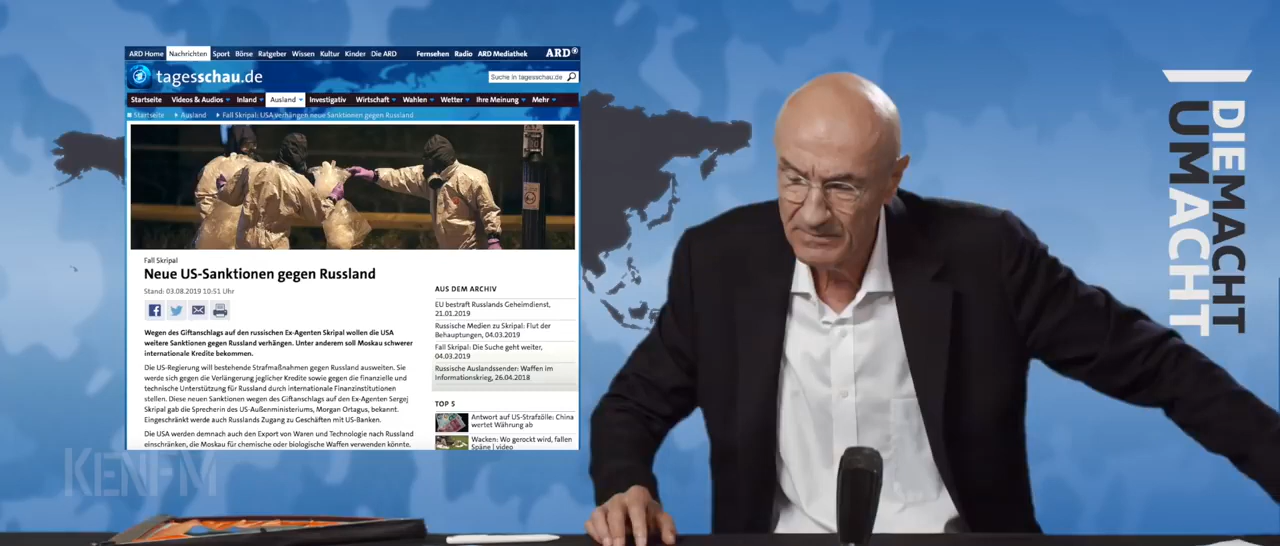 ARD Home Nachrichten Sport Börse Ratgeber Wissen Kultur Kinder Die ARD Fernsehen Radio ARD Mediathek ARD
tagesschau.de
Suche in tagesschau.de
Startseite Videos & Audios Inland Ausland Investigativ Wirtschaft Wahlen Wetter Ihre Meinung Mehr
Startseite Ausland Fall Skripal: USA verhängen neue Sanktionen gegen Russland
Fall Skripal
Neue US-Sanktionen gegen Russland
Stand: 03.08.2019 10:51 Uhr
Wegen des Giftanschlags auf den russischen Ex-Agenten Skripal wollen die USA
weitere Sanktionen gegen Russland verhängen. Unter anderem soll Moskau schwerer
internationale Kredite bekommen.
Die US-Regierung will bestehende Strafmaßnahmen gegen Russland ausweiten. Sie
werde sich gegen die Verlängerung jeglicher Kredite sowie gegen die finanzielle und
technische Unterstützung für Russland durch internationale Finanzinstitutionen
stellen. Diese neuen Sanktionen wegen des Giftanschlags auf den Ex-Agenten Sergej
Skripal gab die Sprecherin des US-Außenministeriums, Morgan Ortagus, bekannt.
Eingeschränkt werde auch Russlands Zugang zu Geschäften mit US-Banken.
Die USA werden demnach auch den Export von Waren und Technologie nach Russland
einschränken, die Moskau für chemische oder biologische Waffen verwenden könnte,
AUS DEM ARCHIV
EU bestraft Russlands Geheimdienst,
21.01.2019
Russische Medien zu Skripal: Flut der
Behauptungen, 04.03.2019
Fall Skripal: Die Suche geht weiter,
04.03.2019
Russische Auslandssender: Waffen im
Informationskrieg, 26.04.2018
TOP 5
Antwort auf US-Strafzölle: China
wertet Währung ab
Wacken: Wo gerockt wird, fallen
Späne | video
KENFM
DIE MACHT
UM ACHT